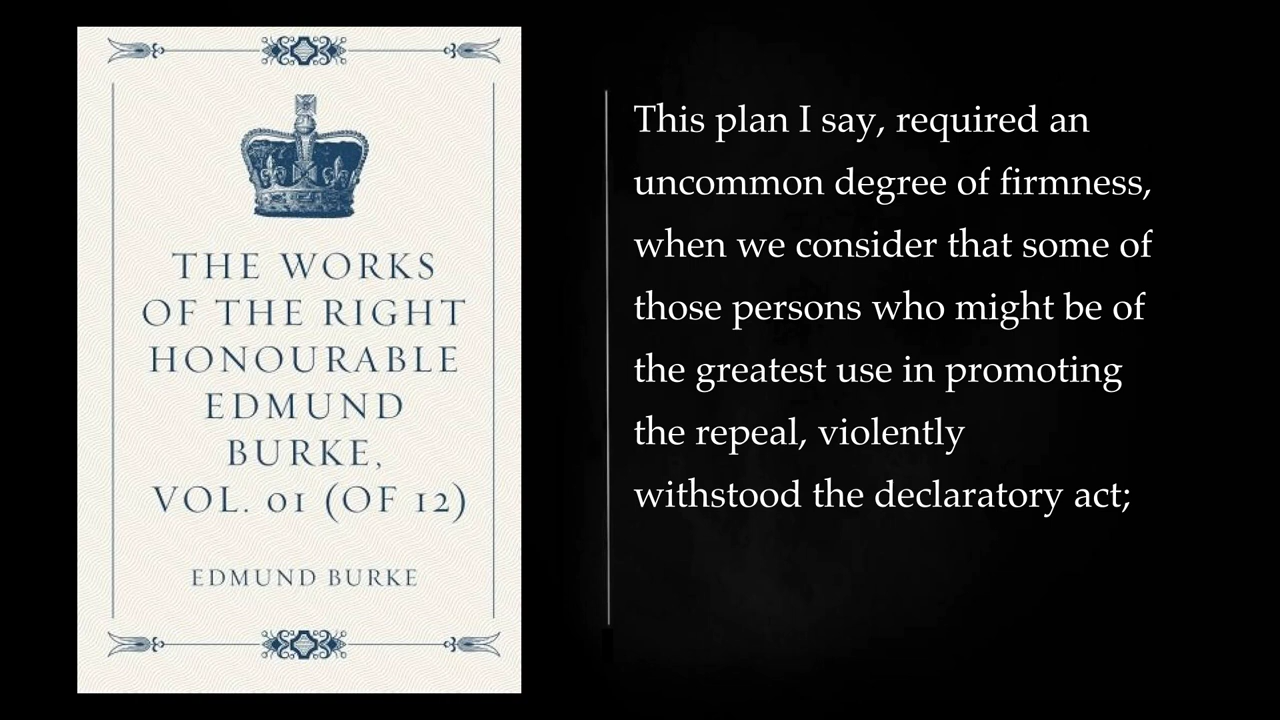 THE WORKS
OF THE RIGHT
HONOURABLE
EDMUND
BURKE,
VOL. 01 (OF 12)
EDMUND BURKE
This plan I say, required an
uncommon degree of firmness,
when we consider that some of
those persons who might be of
the greatest use in promoting
the repeal, violently
withstood the declaratory act;